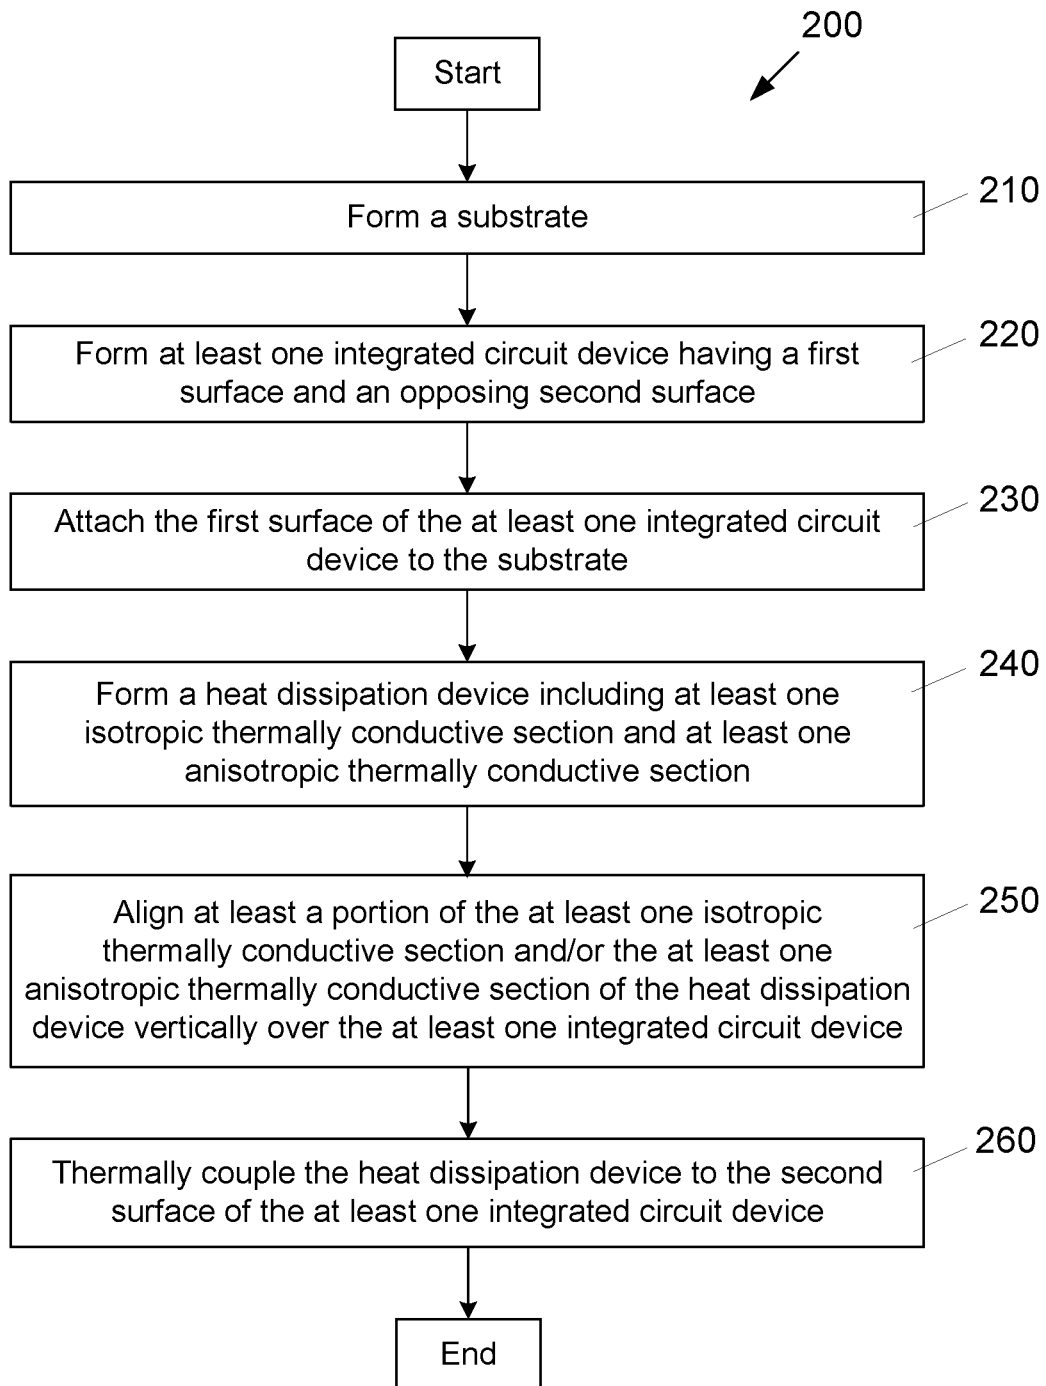 200
Start
210
Form a substrate
220
Form at least one integrated circuit device having a first
surface and an opposing second surface
230
Attach the first surface of the at least one integrated circuit
device to the substrate
240
Form a heat dissipation device including at least one
isotropic thermally conductive section and at least one
anisotropic thermally conductive section
250
Align at least a portion of the at least one isotropic
thermally conductive section and/or the at least one
anisotropic thermally conductive section of the heat dissipation
device vertically over the at least one integrated circuit device
260
Thermally couple the heat dissipation device to the second
surface of the at least one integrated circuit device
End